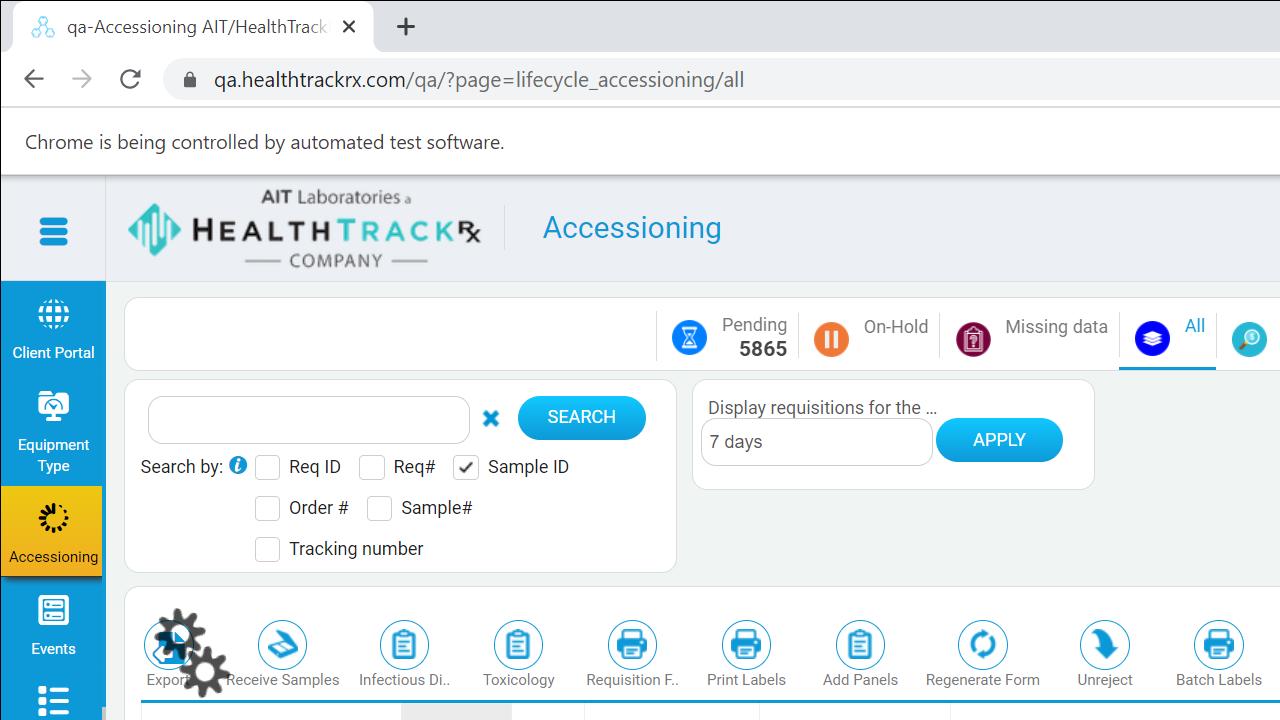 qa-Accessioning AIT/HealthTrack
qa.healthtrackrx.com/qa/?page=lifecycle_accessioning/all
Chrome is being controlled by automated test software.
AIT Laboratories a
HEALTHTRACKRx
COMPANY
Accessioning
Client Portal
Equipment
Type
Accessioning
Events
Pending
5865
On-Hold
Missing data
All
SEARCH
Search by:
Req ID
Req#
Sample ID
Order #
Sample#
Tracking number
Display requisitions for the ...
7 days
APPLY
Export
Receive Samples
Infectious Di..
Toxicology
Requisition F..
Print Labels
Add Panels
Regenerate Form
Unreject
Batch Labels